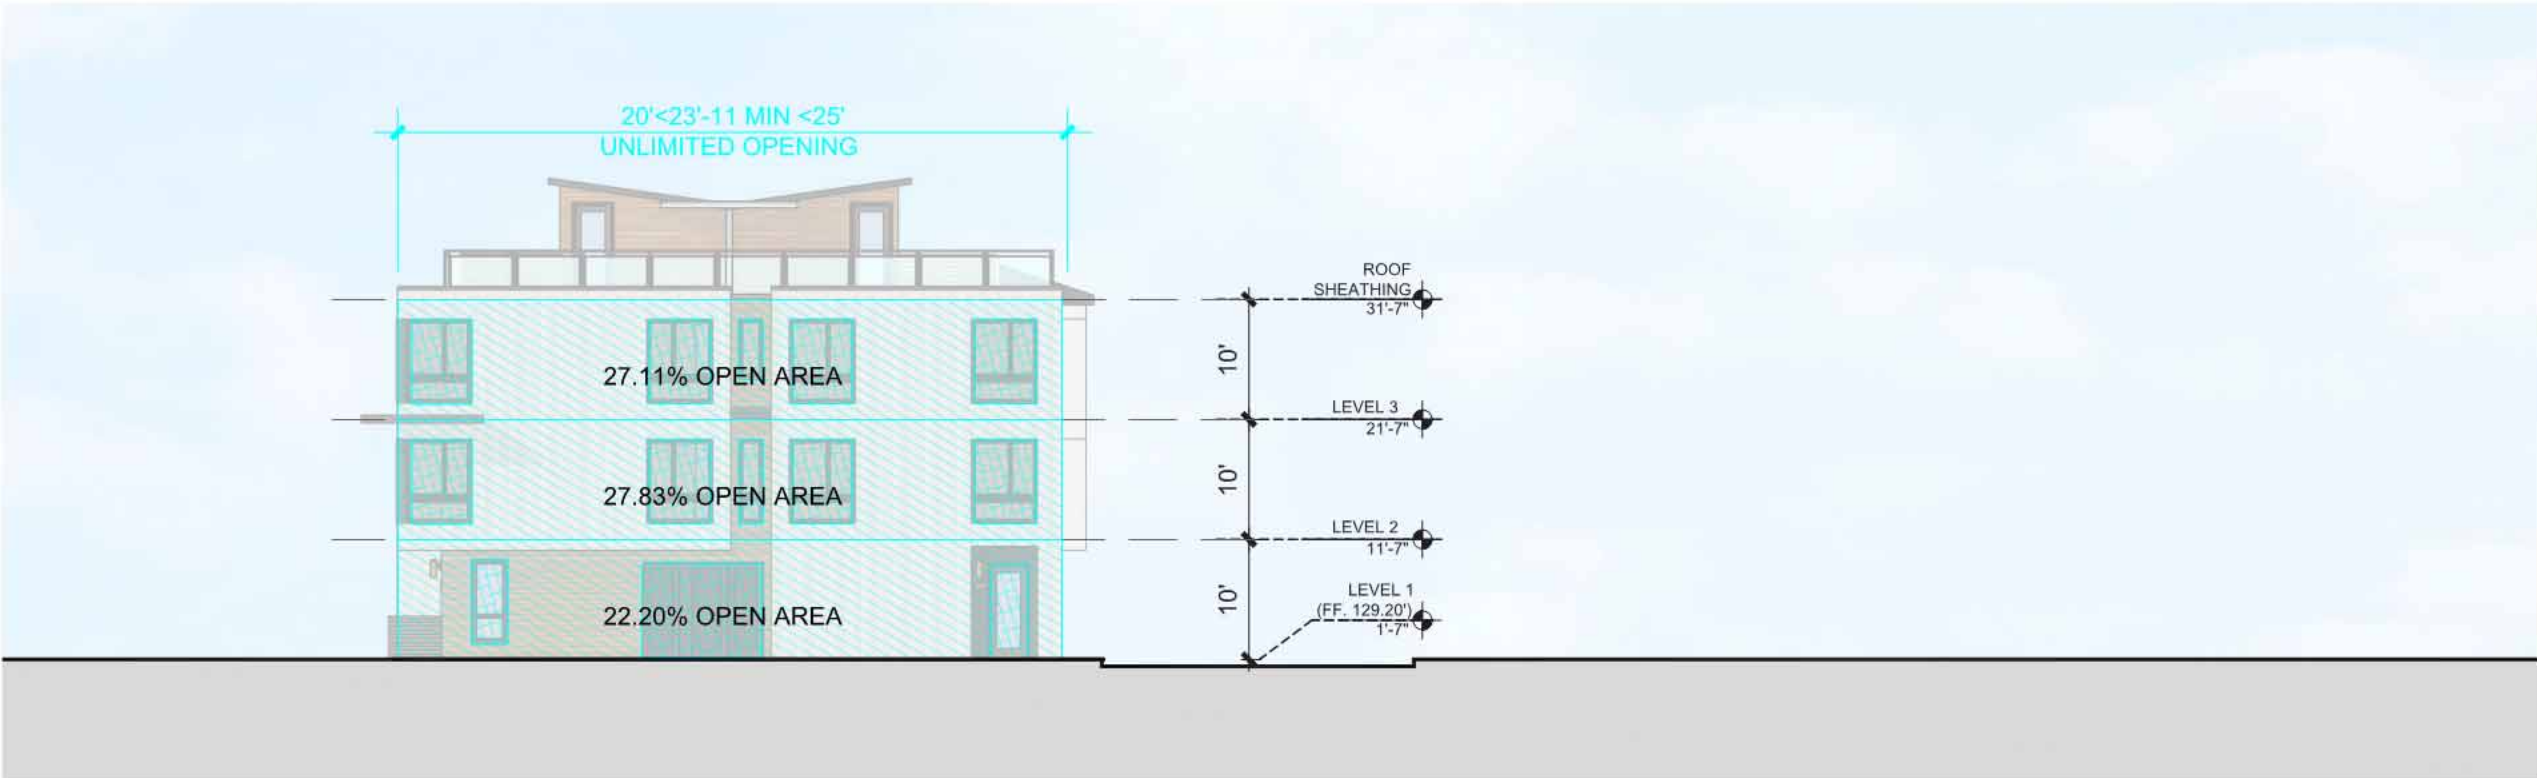 20'<23'-11 MIN <25'
UNLIMITED OPENING
ROOF
SHEATHING
31'-7"
10'
27.11% OPEN AREA
LEVEL 3
21'-7"
10'
27.83% OPEN AREA
LEVEL 2
11'-7"
10'
22.20% OPEN AREA
LEVEL 1
(FF. 129.20')
1'-7"